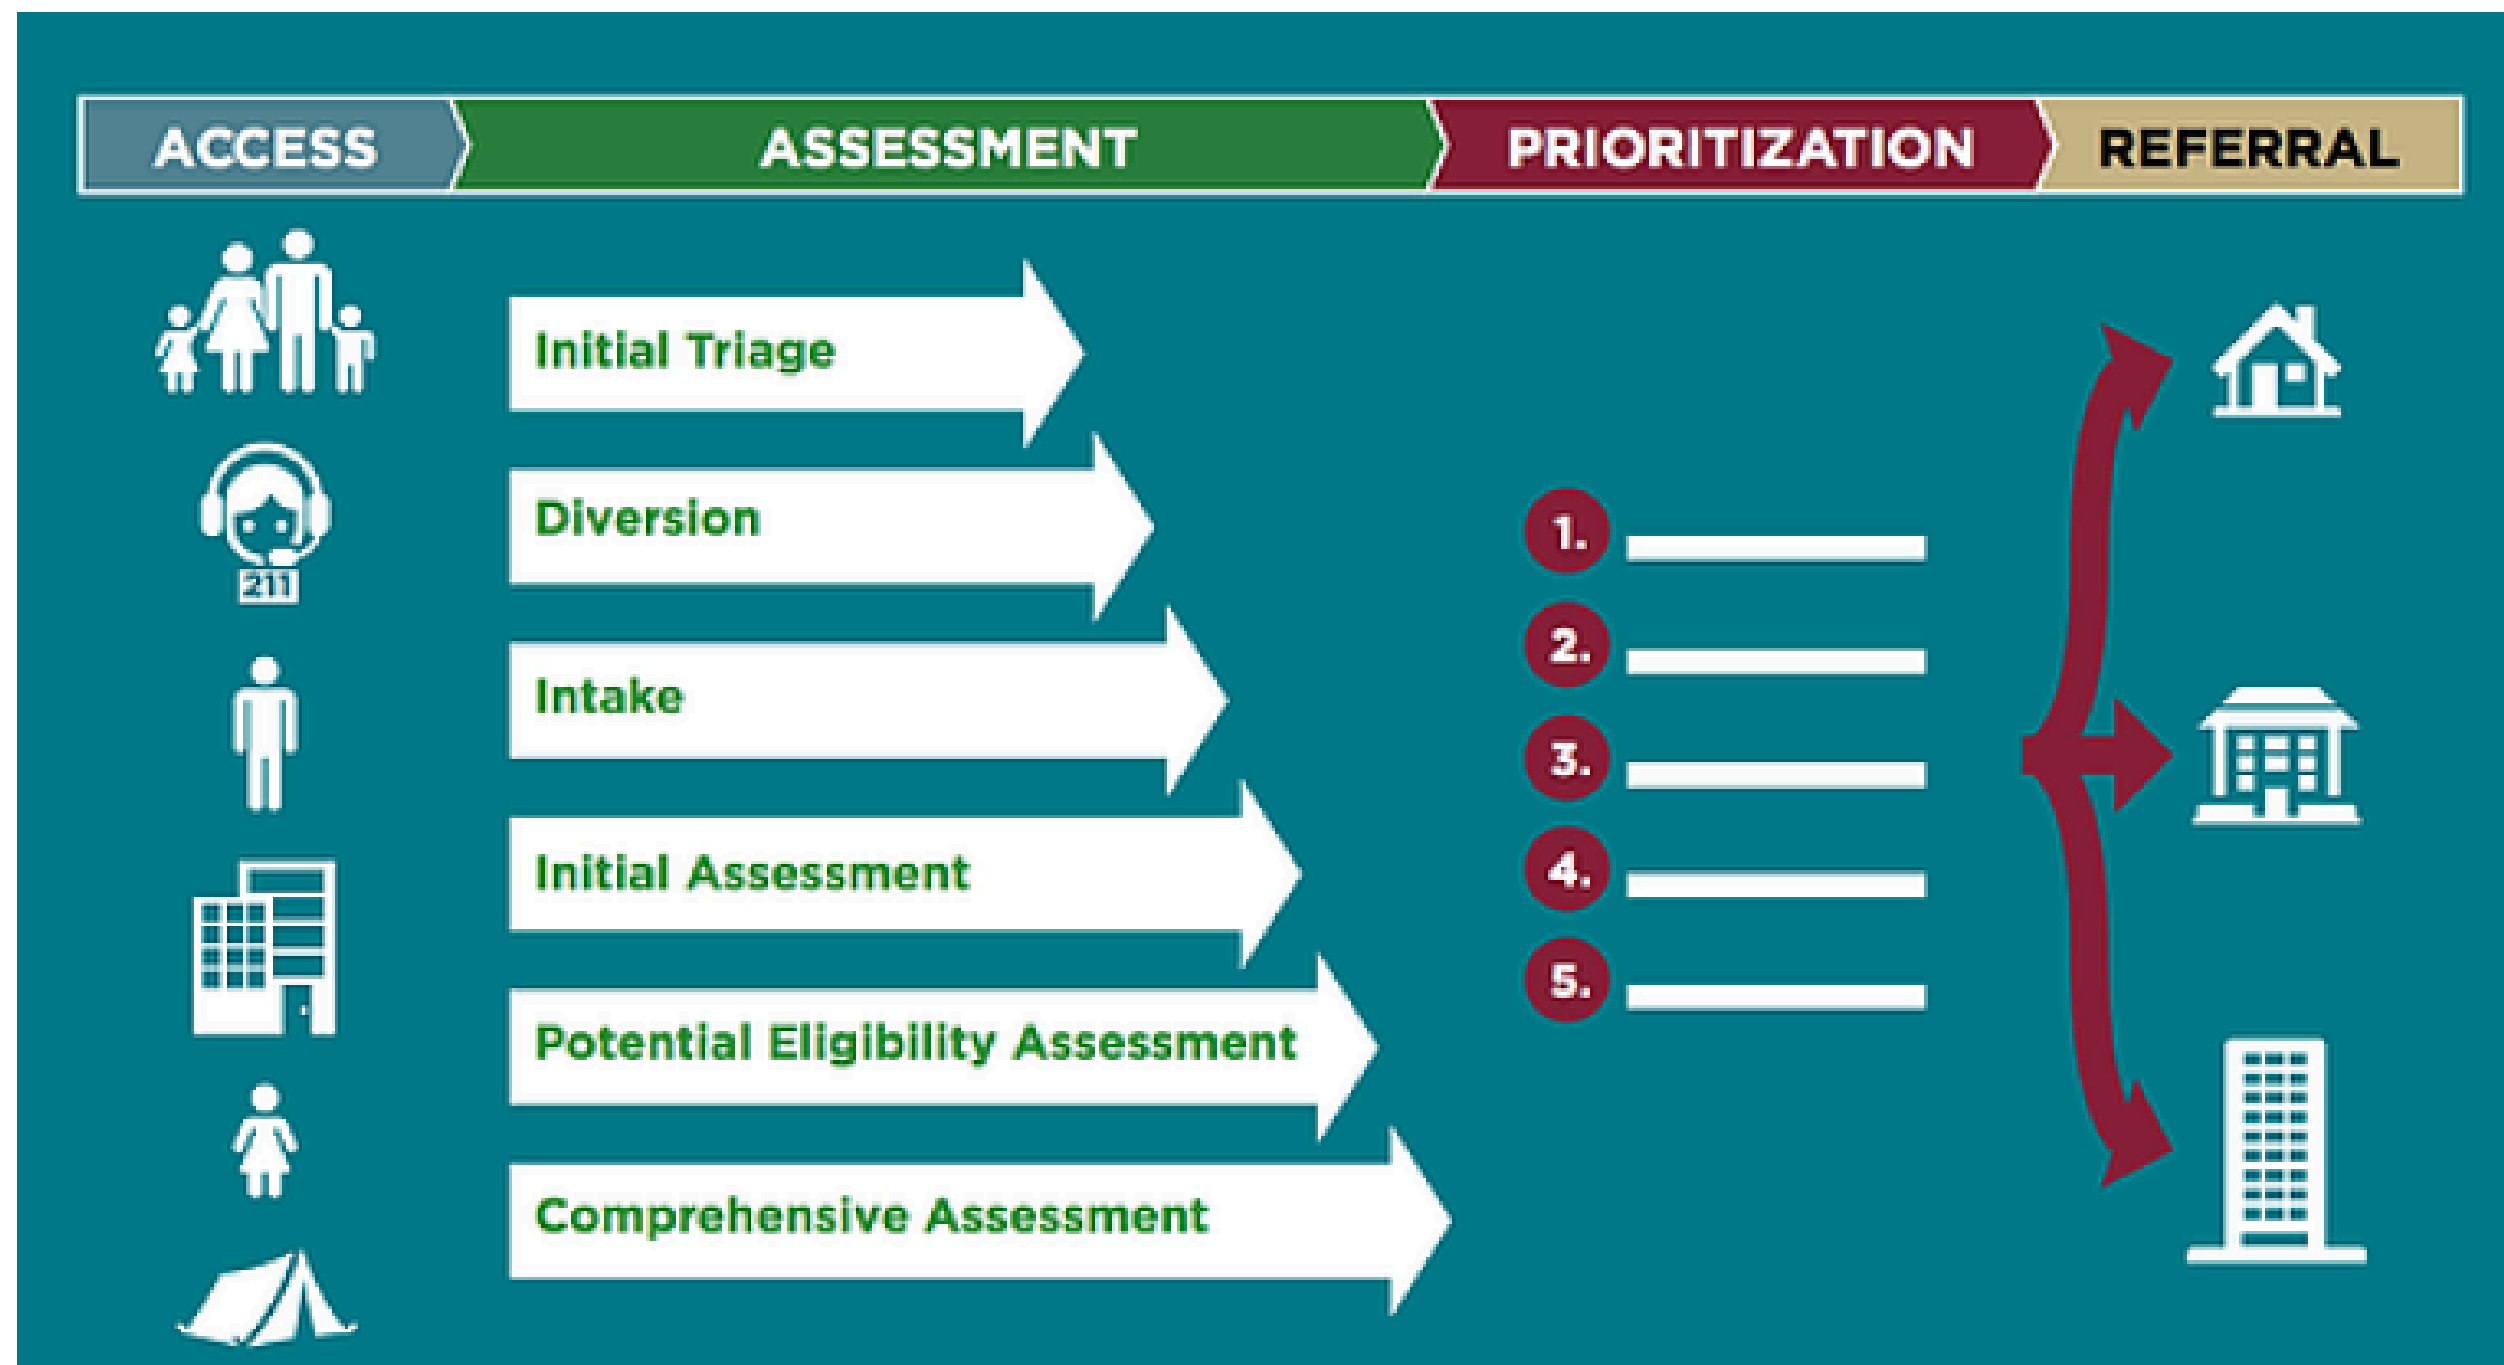 ACCESS ASSESSMENT PRIORITIZATION REFERRAL
Initial Triage
Diversion
211
Intake
Initial Assessment
Potential Eligibility Assessment
Comprehensive Assessment
1.
2.
3.
4.
5.